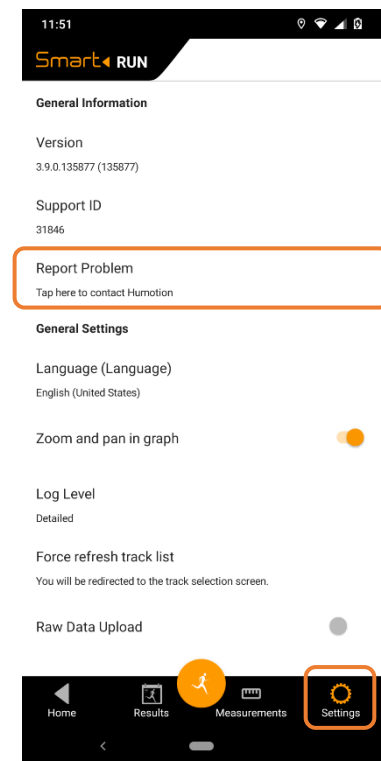 11:51
Smart RUN
General Information
Version
3.9.0.135877 (135877)
Support ID
31846
Report Problem
Tap here to contact Humotion
General Settings
Language (Language)
English (United States)
Zoom and pan in graph
Log Level
Detailed
Force refresh track list
You will be redirected to the track selection screen.
Raw Data Upload
Home Results Measurements Settings